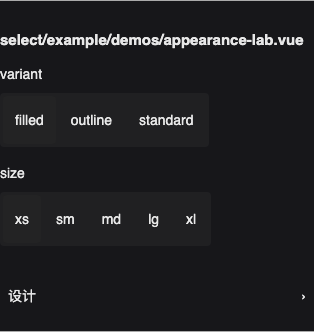 select/example/demos/appearance-lab.vue
variant
filled outline standard
size
xs sm md lg xl
设计 ›